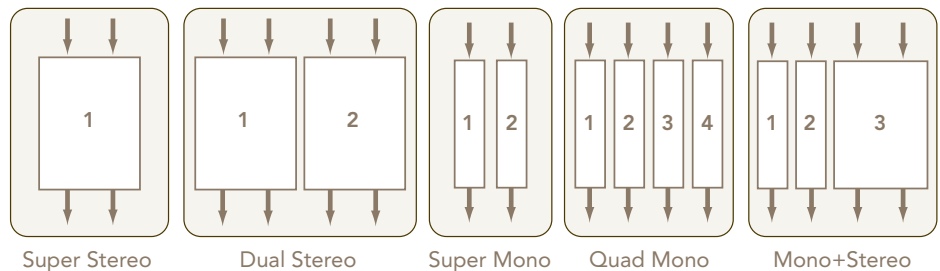 1
1 2
1 2
1 2 3 4
1 2 3
Super Stereo
Dual Stereo
Super Mono
Quad Mono
Mono+Stereo